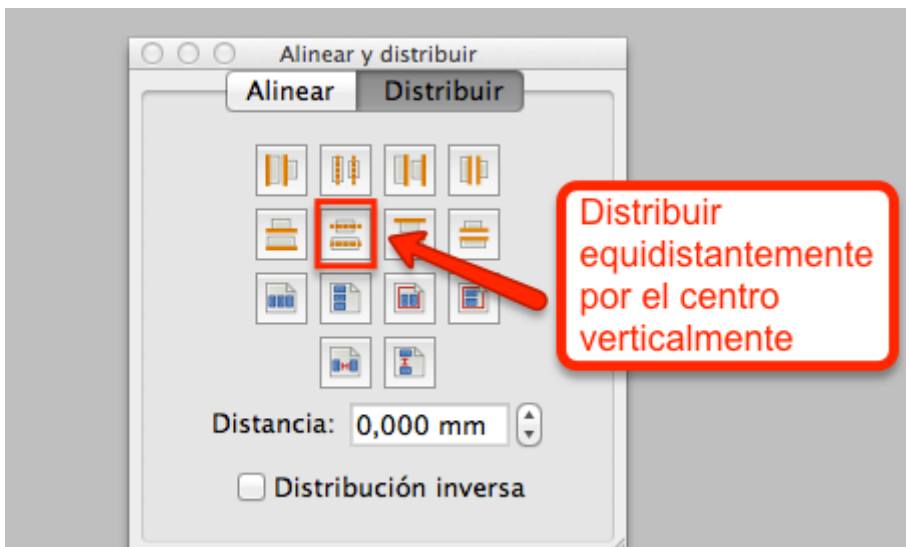 Alinear y distribuir
Alinear Distribuir
Distribuir
equidistantemente
por el centro
verticalmente
Distancia: 0,000 mm
Distribución inversa